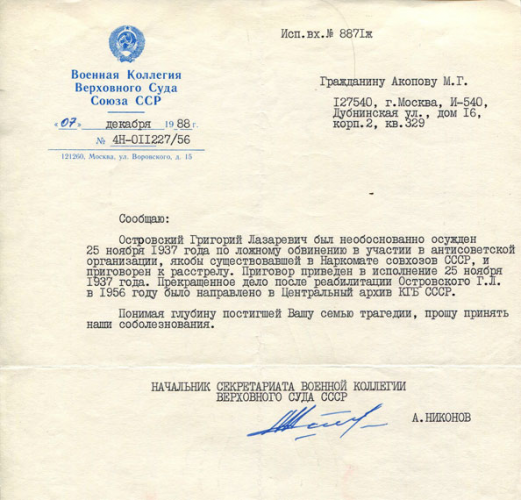 Исп.вх.№ 8871ж
Военная Коллегия
Верховного Суда
Союза ССР
«07» декабря 1988 г.
№ 4Н-011227/56
121260, Москва, ул. Воровского, д. 15
Гражданину Акопову М.Г.
127540, г.Москва, И-540,
Дубнинская ул., дом 16,
корп.2, кв.329
Сообщаю:
Островский Григорий Лазаревич был необоснованно осужден
25 ноября 1937 года по ложному обвинению в участии в антисоветской
организации, якобы существовавшей в Наркомате совхозов СССР, и
приговорен к расстрелу. Приговор приведен в исполнение 25 ноября
1937 года. Прекращенное дело после реабилитации Островского Г.Л.
в 1956 году было направлено в Центральный архив КГБ СССР.
Понимая глубину постигшей Вашу семью трагедии, прошу принять
наши соболезнования.
НАЧАЛЬНИК СЕКРЕТАРИАТА ВОЕННОЙ КОЛЛЕГИИ
ВЕРХОВНОГО СУДА СССР
А.НИКОНОВ